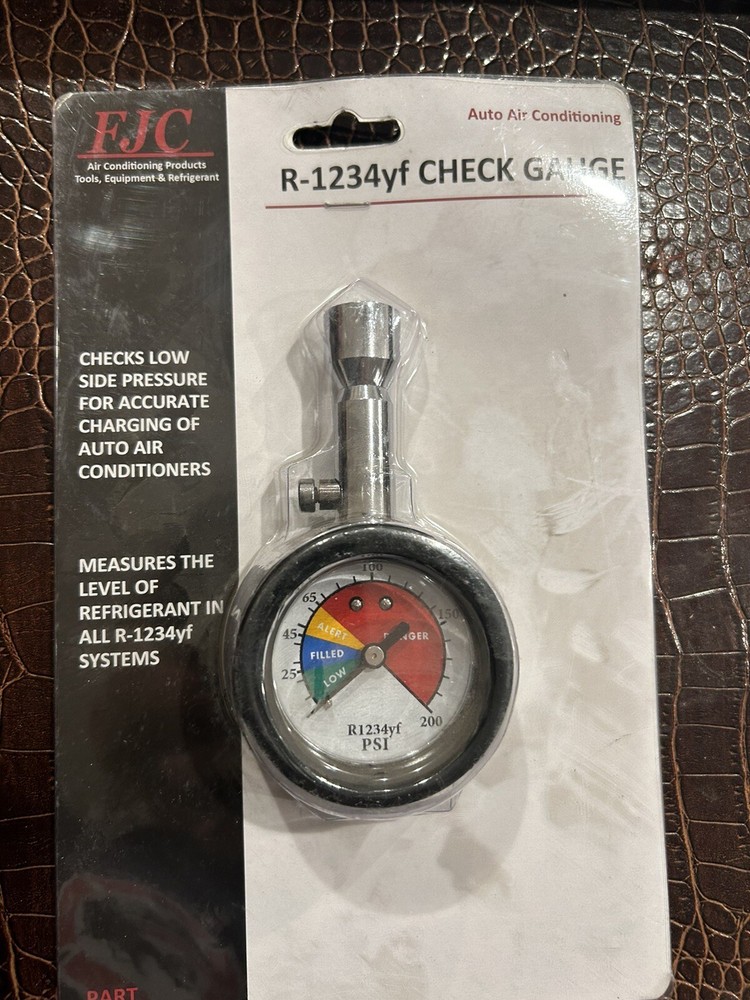 FJC
Air Conditioning Products
Tools, Equipment & Refrigerant
Auto Air Conditioning
R-1234yf CHECK GAUGE
CHECKS LOW
SIDE PRESSURE
FOR ACCURATE
CHARGING OF
AUTO AIR
CONDITIONERS
MEASURES THE
LEVEL OF
REFRIGERANT IN
ALL R-1234yf
SYSTEMS
100
65
150
45
25
200
ALERT
DANGER
FILLED
LOW
R1234yf
PSI
PART